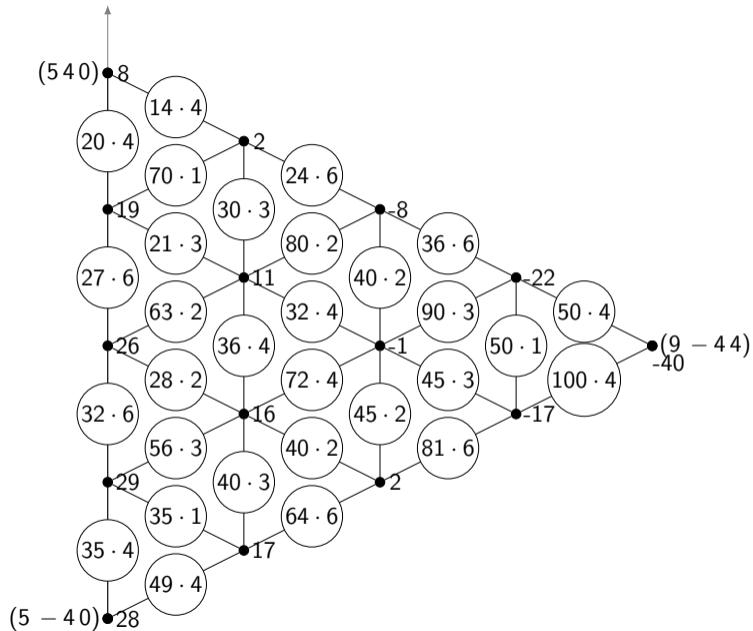 (5 4 0) 8
14 · 4
20 · 4
2
70 · 1
24 · 6
19
30 · 3
-8
21 · 3
80 · 2
36 · 6
27 · 6
11
40 · 2
-22
63 · 2
32 · 4
90 · 3
50 · 4
26
36 · 4
-1
50 · 1
(9 − 4 4)
-40
28 · 2
72 · 4
45 · 3
100 · 4
32 · 6
16
45 · 2
-17
56 · 3
40 · 2
81 · 6
29
40 · 3
2
35 · 1
64 · 6
35 · 4
17
49 · 4
(5 − 4 0) 28